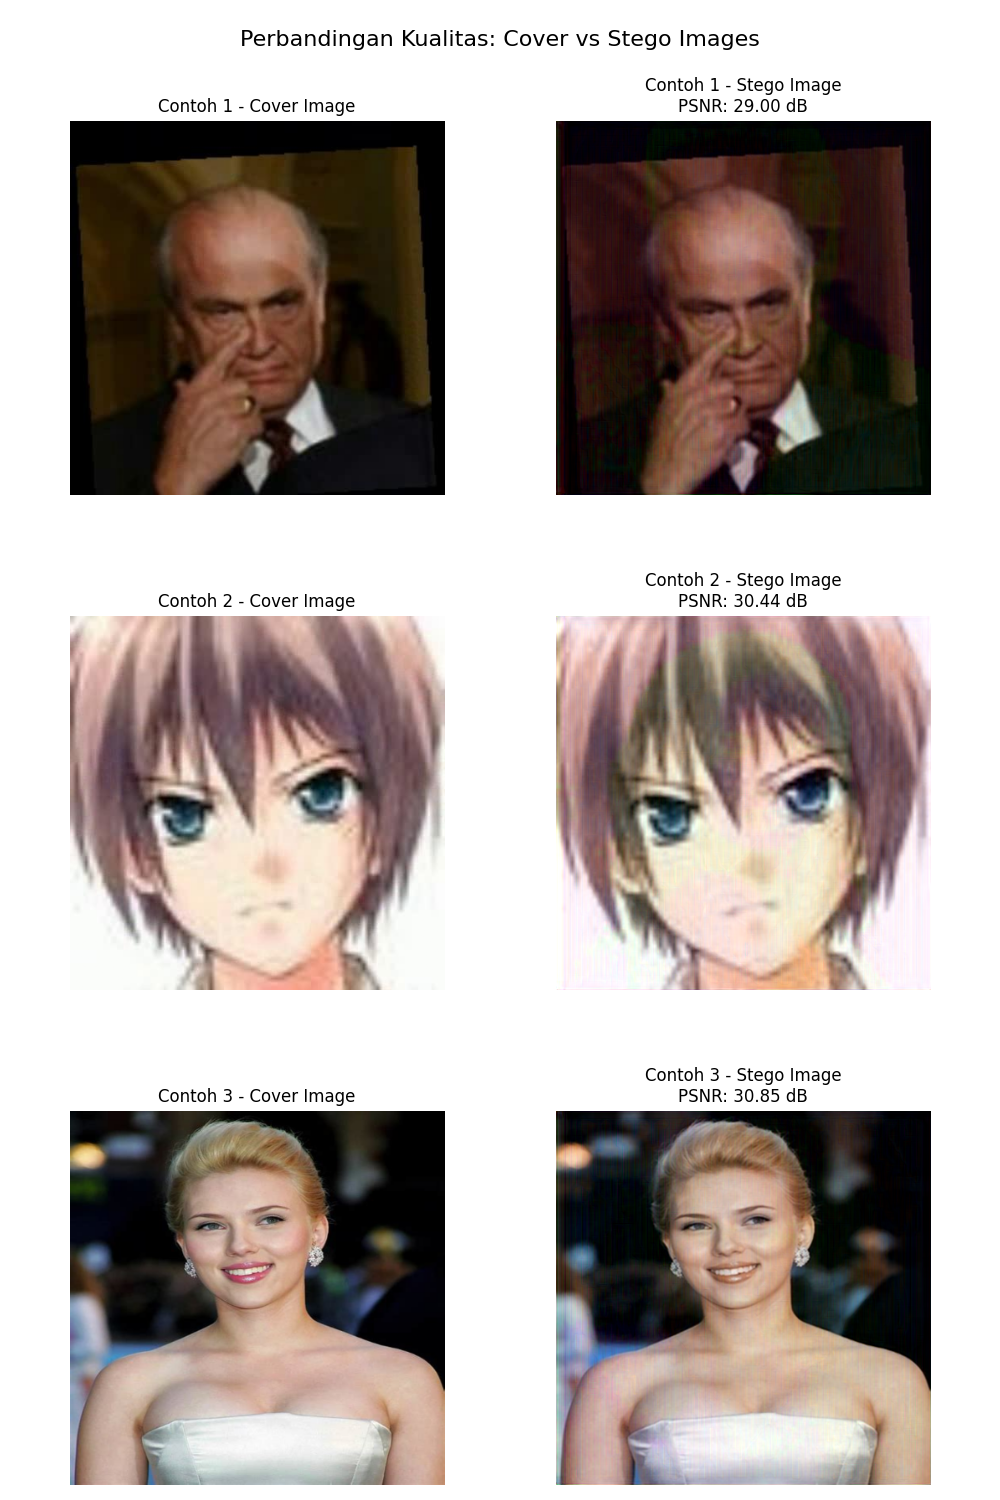 Perbandingan Kualitas: Cover vs Stego Images
Contoh 1 - Cover Image
Contoh 1 - Stego Image
PSNR: 29.00 dB
Contoh 2 - Cover Image
Contoh 2 - Stego Image
PSNR: 30.44 dB
Contoh 3 - Cover Image
Contoh 3 - Stego Image
PSNR: 30.85 dB